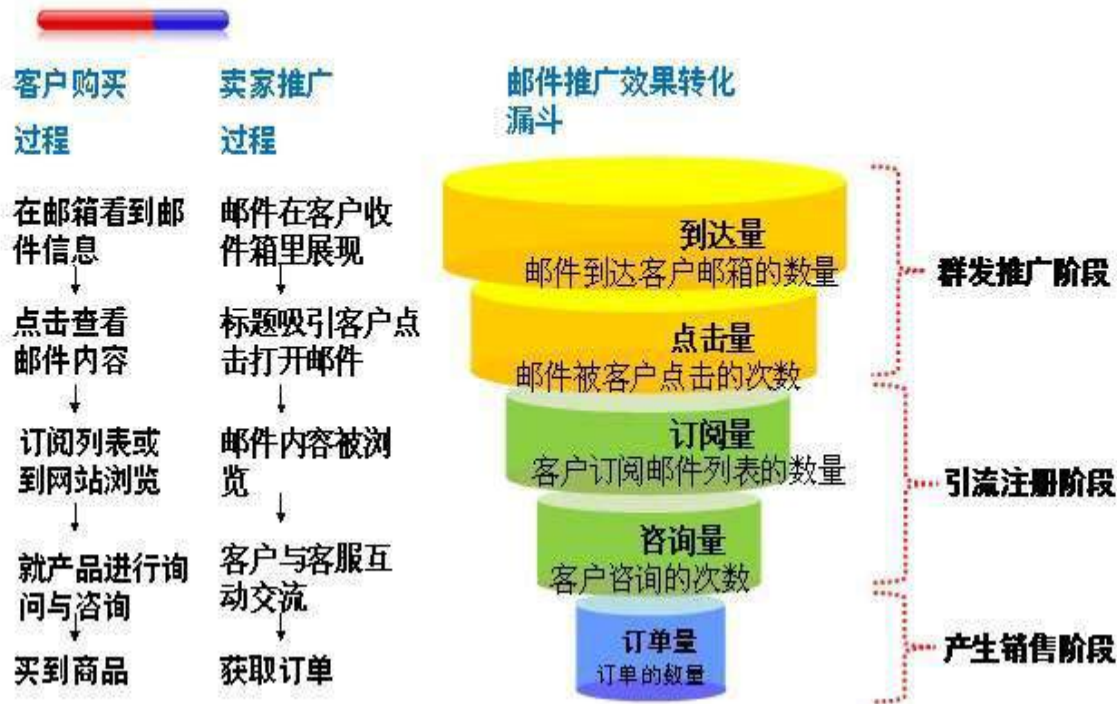 客户购买
过程
卖家推广
过程
邮件推广效果转化
漏斗
在邮箱看到邮
件信息
点击查看
邮件内容
订阅列表或
到网站浏览
就产品进行询
问与咨询
买到商品
邮件在客户收
件箱里展现
标题吸引客户点
击打开邮件
邮件内容被浏
览
客户与客服互
动交流
获取订单
到达量
邮件到达客户邮箱的数量
点击量
邮件被客户点击的次数
订阅量
客户订阅邮件列表的数量
咨询量
客户咨询的次数
订单量
订单的数量
群发推广阶段
引流注册阶段
产生销售阶段